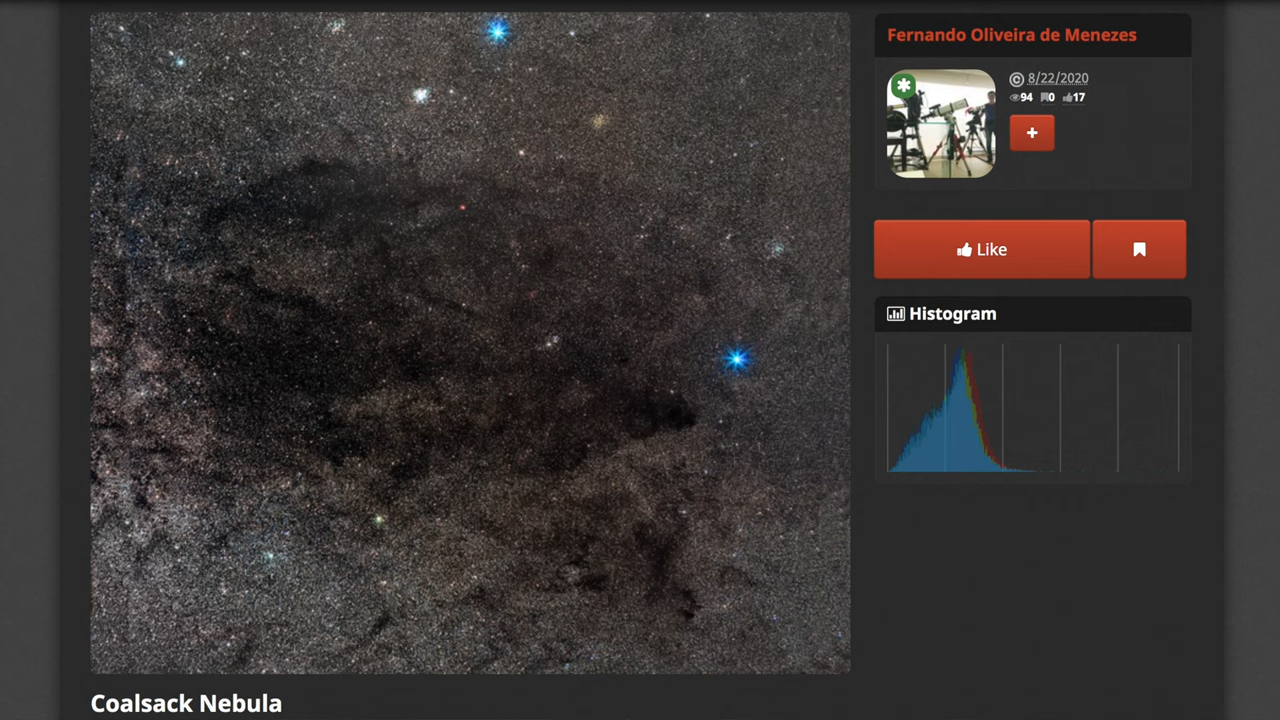 Fernando Oliveira de Menezes
© 8/22/2020
94 0 17
+
Like
Histogram
Coalsack Nebula